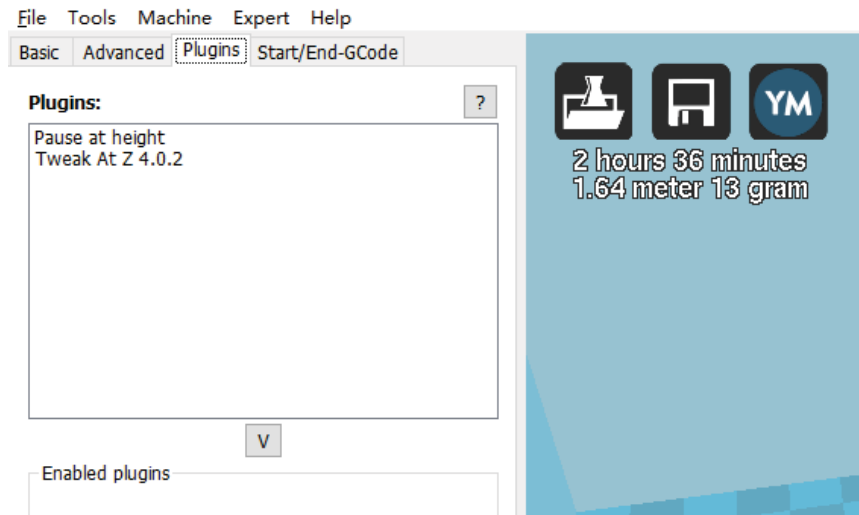 File Tools Machine Expert Help
Basic Advanced Plugins Start/End-GCode
Plugins:
?
Pause at height
Tweak At Z 4.0.2
V
Enabled plugins
YM
2 hours 36 minutes
1.64 meter 13 gram